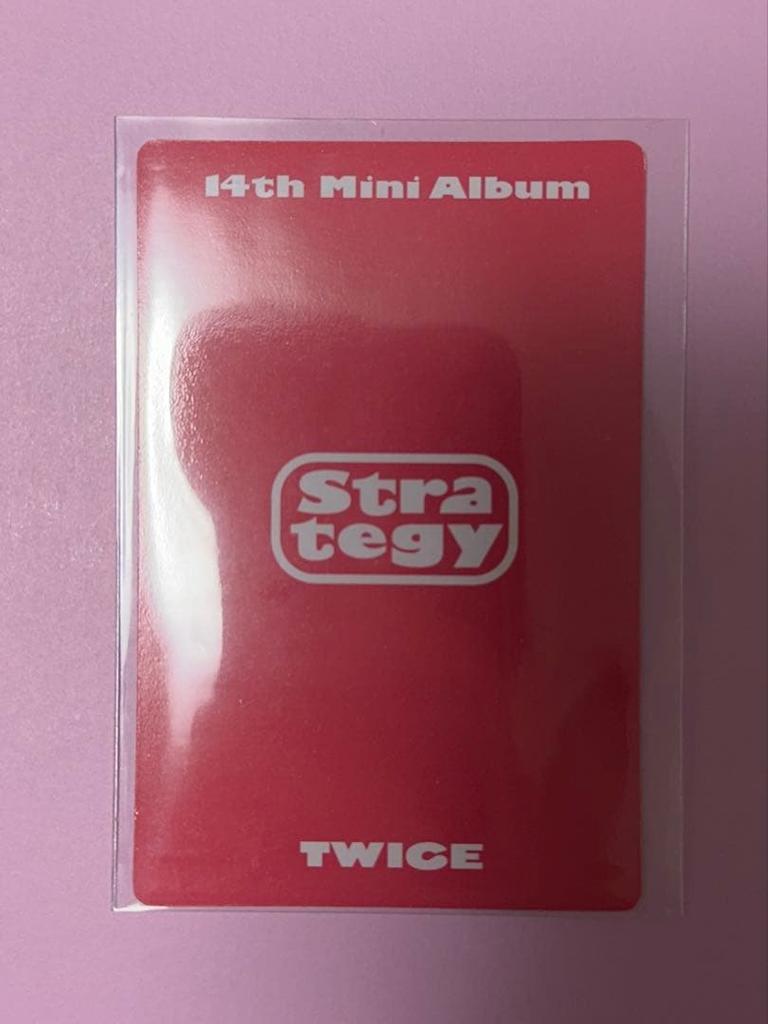 14th Mini Album
Stra
tegy
TWICE